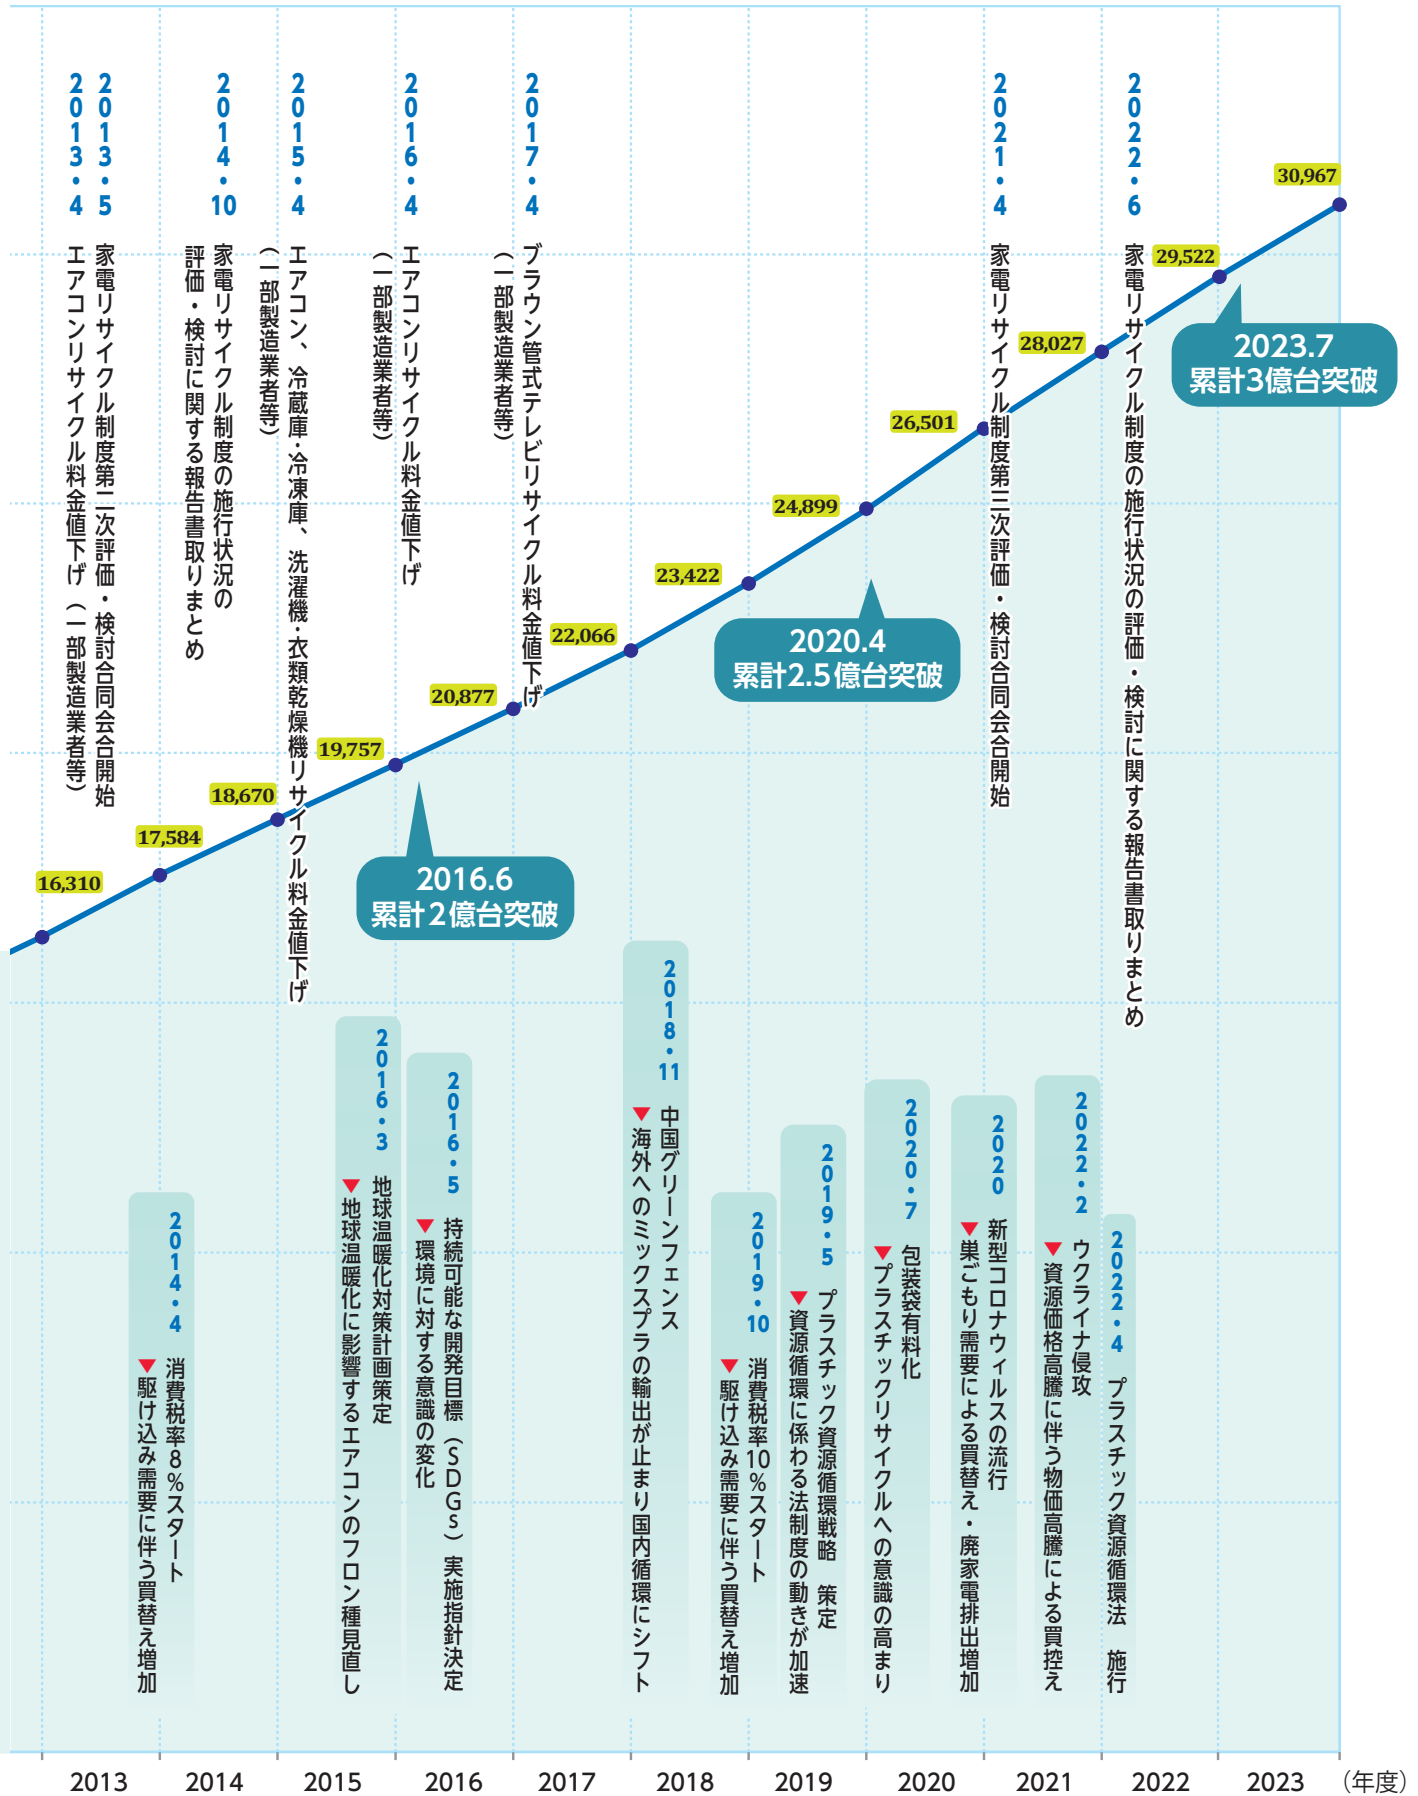 2013・4 エアコンリサイクル料金値下げ（一部製造業者等）
2013・5 家電リサイクル制度第二次評価・検討合同会合開始
2014・10 家電リサイクル制度の施行状況の
評価・検討に関する報告書取りまとめ
2015・4 エアコン、冷蔵庫・冷凍庫、洗濯機・衣類乾燥機リサイクル料金値下げ
（一部製造業者等）
2016・4 エアコンリサイクル料金値下げ
（一部製造業者等）
2017・4 ブラウン管式テレビリサイクル料金値下げ
（一部製造業者等）
2021・4 家電リサイクル制度第三次評価・検討合同会合開始
2022・6 家電リサイクル制度の施行状況の評価・検討に関する報告書取りまとめ
16,310
17,584
18,670
19,757
20,877
22,066
23,422
24,899
26,501
28,027
29,522
30,967
2016.6
累計2億台突破
2020.4
累計2.5億台突破
2023.7
累計3億台突破
2014・4 消費税率8%スタート
▼駆け込み需要に伴う買替え増加
2016・3 地球温暖化対策計画策定
▼地球温暖化に影響するエアコンのフロン種見直し
2016・5 持続可能な開発目標（SDGs）実施指針決定
▼環境に対する意識の変化
2018・11 中国グリーンフェンス
▼海外へのミックスプラの輸出が止まり国内循環にシフト
2019・10 消費税率10%スタート
▼駆け込み需要に伴う買替え増加
2019・5 プラスチック資源循環戦略 策定
▼資源循環に係わる法制度の動きが加速
2020・7 包装袋有料化
▼プラスチックリサイクルへの意識の高まり
2020 新型コロナウィルスの流行
▼巣ごもり需要による買替え・廃家電排出増加
2022・2 ウクライナ侵攻
▼資源価格高騰に伴う物価高騰による買控え
2022・4 プラスチック資源循環法 施行
2013
2014
2015
2016
2017
2018
2019
2020
2021
2022
2023
（年度）